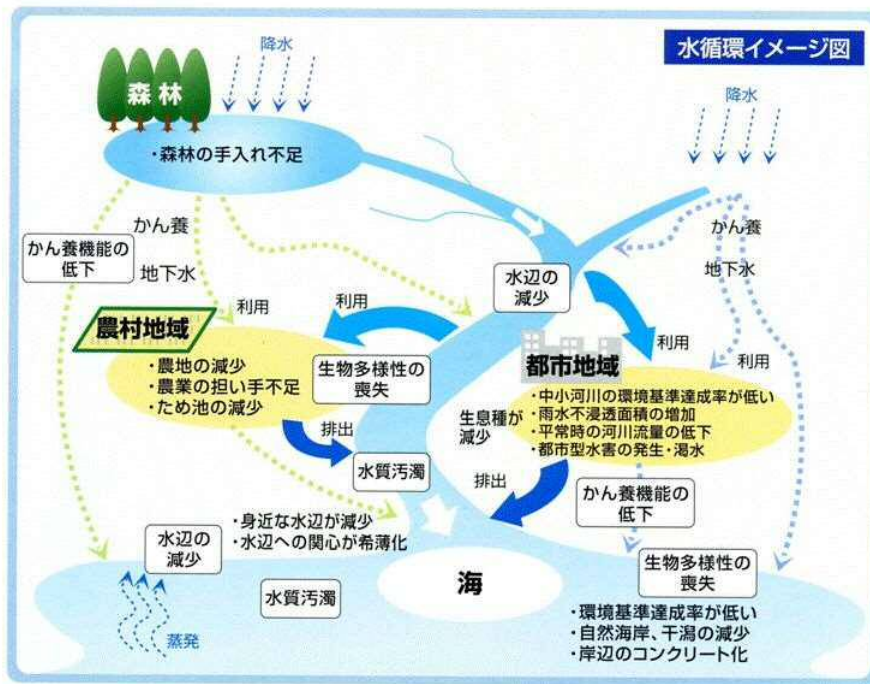 水循環イメージ図
降水
降水
森林
・森林の手入れ不足
かん養
かん養機能の
低下
地下水
かん養
地下水
水辺の
減少
利用
利用
利用
利用
農村地域
・農地の減少
・農業の担い手不足
・ため池の減少
生物多様性の
喪失
都市地域
・中小河川の環境基準達成率が低い
・雨水不浸透面積の増加
・平常時の河川流量の低下
・都市型水害の発生・渇水
生息種が
減少
排出
水質汚濁
排出
かん養機能の
低下
・身近な水辺が減少
・水辺への関心が希薄化
水辺の
減少
水質汚濁
海
生物多様性の
喪失
・環境基準達成率が低い
・自然海岸、干潟の減少
・岸辺のコンクリート化
蒸発